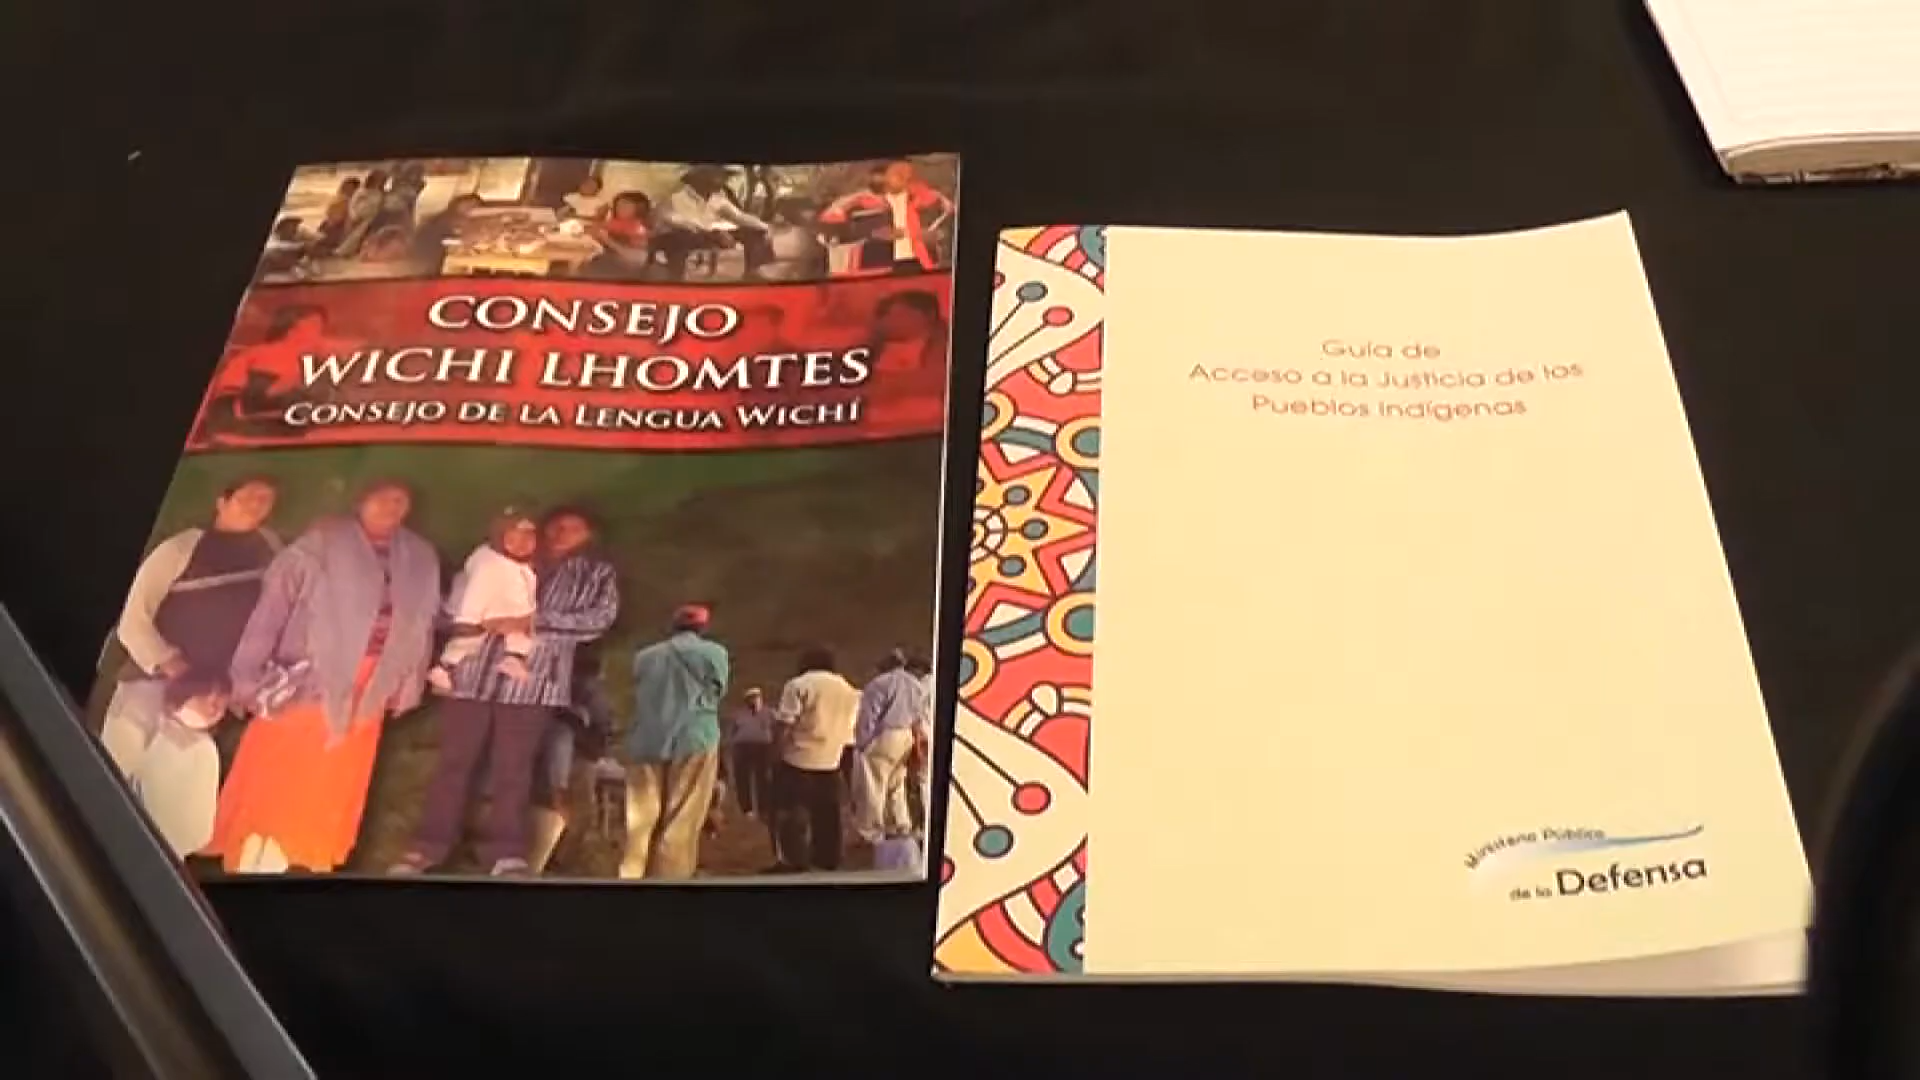 CONSEJO
WICHI LHOMTES
CONSEJO DE LA LENGUA WICHÍ
Guía de
Acceso a la Justicia de los
Pueblos Indígenas
Ministerio Público
de la Defensa